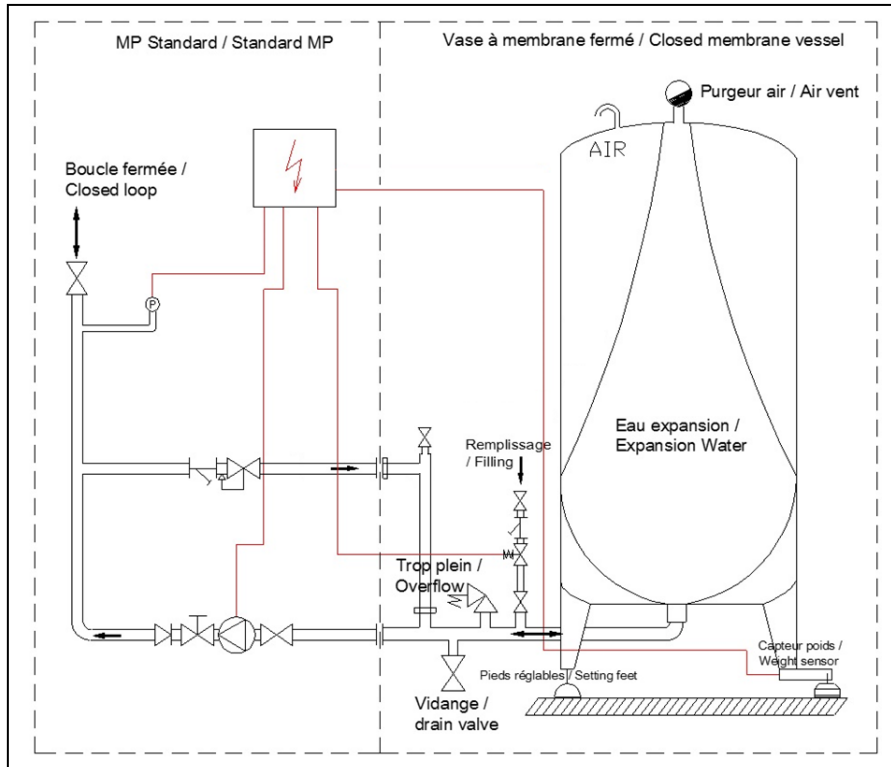 MP Standard / Standard MP
Vase à membrane fermé / Closed membrane vessel
Purgeur air / Air vent
AIR
Boucle fermée /
Closed loop
P
Eau expansion /
Expansion Water
Remplissage
/ Filling
Trop plein /
Overflow
Capteur poids /
Weight sensor
Pieds réglables / Setting feet
Vidange /
drain valve